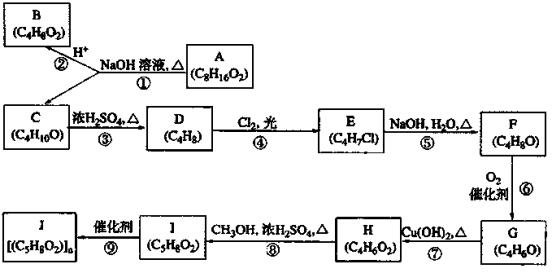 B
(C₄H₈O₂)
H⁺
②
NaOH 溶液,△
①
A
(C₈H₁₆O₂)
C
(C₄H₁₀O)
浓H₂SO₄,△
③
D
(C₄H₈)
Cl₂,光
④
E
(C₄H₇Cl)
NaOH, H₂O,△
⑤
F
(C₄H₈O)
O₂
催化剂
⑥
J
[(C₅H₈O₂)]ₙ
催化剂
⑨
I
(C₅H₈O₂)
CH₃OH, 浓H₂SO₄,△
⑧
H
(C₄H₆O₂)
Cu(OH)₂,△
⑦
G
(C₄H₆O)